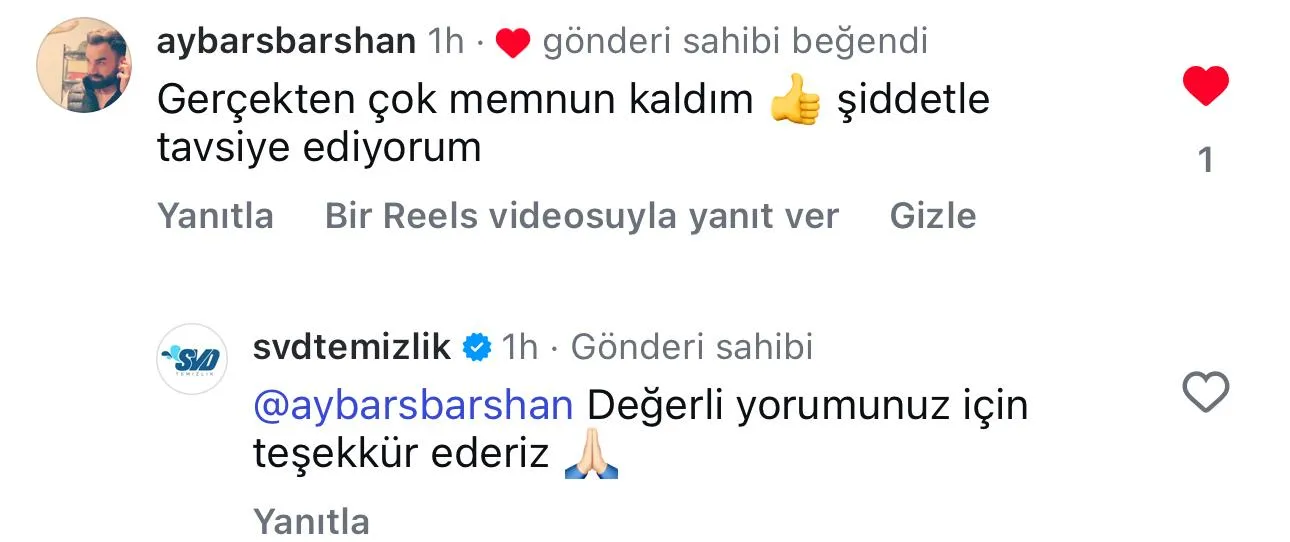 aybarsbarshan 1h · ❤️ gönderi sahibi beğendi
Gerçekten çok memnun kaldım 👍 şiddetle
tavsiye ediyorum
1
Yanıtla Bir Reels videosuyla yanıt ver Gizle
SVD
TEMİZLİK
svdtemizlik 1h · Gönderi sahibi
@aybarsbarshan Değerli yorumunuz için
teşekkür ederiz 🙏🏻
Yanıtla